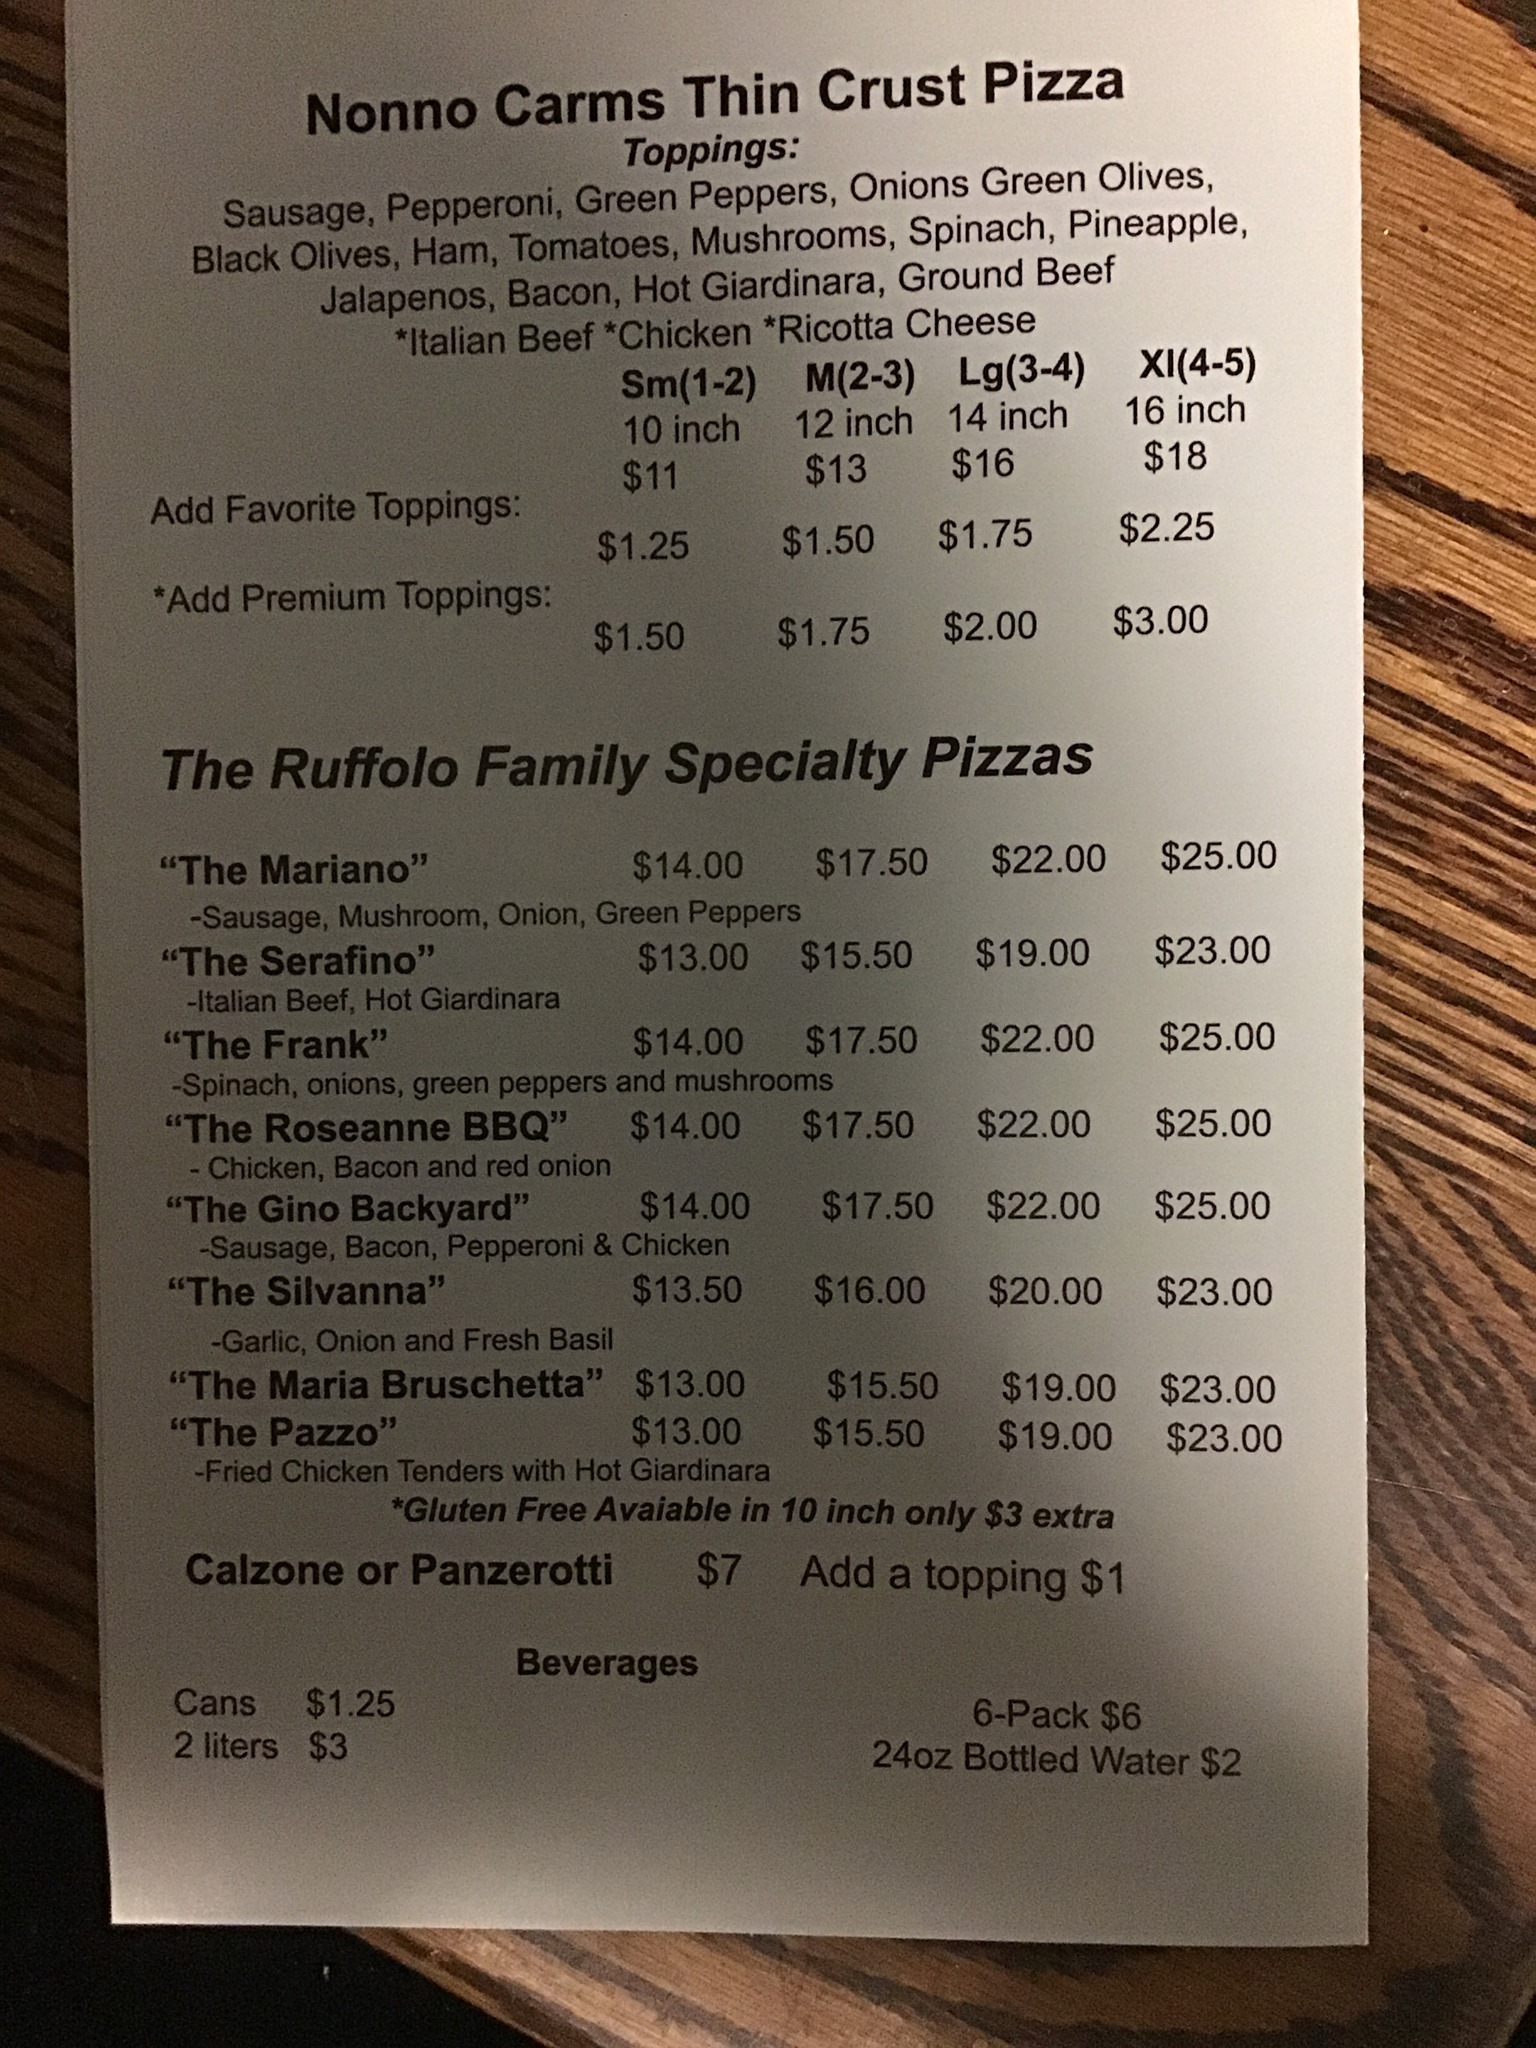 Nonno Carms Thin Crust Pizza
Toppings:
Sausage, Pepperoni, Green Peppers, Onions Green Olives,
Black Olives, Ham, Tomatoes, Mushrooms, Spinach, Pineapple,
Jalapenos, Bacon, Hot Giardinara, Ground Beef
*Italian Beef *Chicken *Ricotta Cheese
Sm(1-2) M(2-3) Lg(3-4) Xl(4-5)
10 inch 12 inch 14 inch 16 inch
$11 $13 $16 $18
Add Favorite Toppings:
$1.25 $1.50 $1.75 $2.25
*Add Premium Toppings:
$1.50 $1.75 $2.00 $3.00
The Ruffolo Family Specialty Pizzas
“The Mariano” $14.00 $17.50 $22.00 $25.00
-Sausage, Mushroom, Onion, Green Peppers
“The Serafino” $13.00 $15.50 $19.00 $23.00
-Italian Beef, Hot Giardinara
“The Frank” $14.00 $17.50 $22.00 $25.00
-Spinach, onions, green peppers and mushrooms
“The Roseanne BBQ” $14.00 $17.50 $22.00 $25.00
- Chicken, Bacon and red onion
“The Gino Backyard” $14.00 $17.50 $22.00 $25.00
-Sausage, Bacon, Pepperoni & Chicken
“The Silvanna” $13.50 $16.00 $20.00 $23.00
-Garlic, Onion and Fresh Basil
“The Maria Bruschetta” $13.00 $15.50 $19.00 $23.00
“The Pazzo” $13.00 $15.50 $19.00 $23.00
-Fried Chicken Tenders with Hot Giardinara
*Gluten Free Avaiable in 10 inch only $3 extra
Calzone or Panzerotti $7 Add a topping $1
Beverages
Cans $1.25 6-Pack $6
2 liters $3 24oz Bottled Water $2